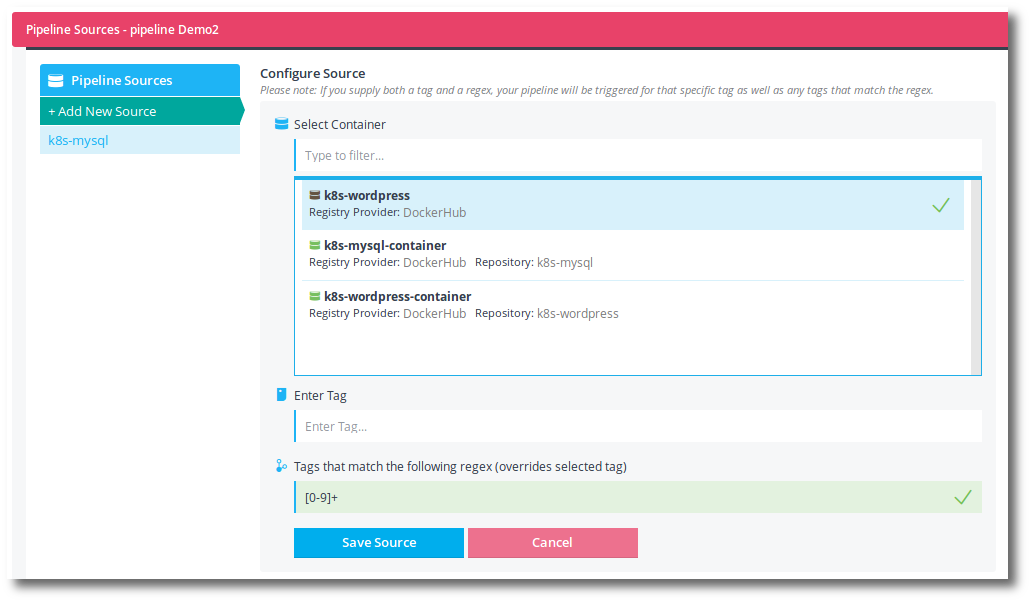 Pipeline Sources - pipeline Demo2
Pipeline Sources
+ Add New Source
k8s-mysql
Configure Source
Please note: If you supply both a tag and a regex, your pipeline will be triggered for that specific tag as well as any tags that match the regex.
Select Container
Type to filter...
k8s-wordpress
Registry Provider: DockerHub
k8s-mysql-container
Registry Provider: DockerHub Repository: k8s-mysql
k8s-wordpress-container
Registry Provider: DockerHub Repository: k8s-wordpress
Enter Tag
Enter Tag...
Tags that match the following regex (overrides selected tag)
[0-9]+
Save Source Cancel